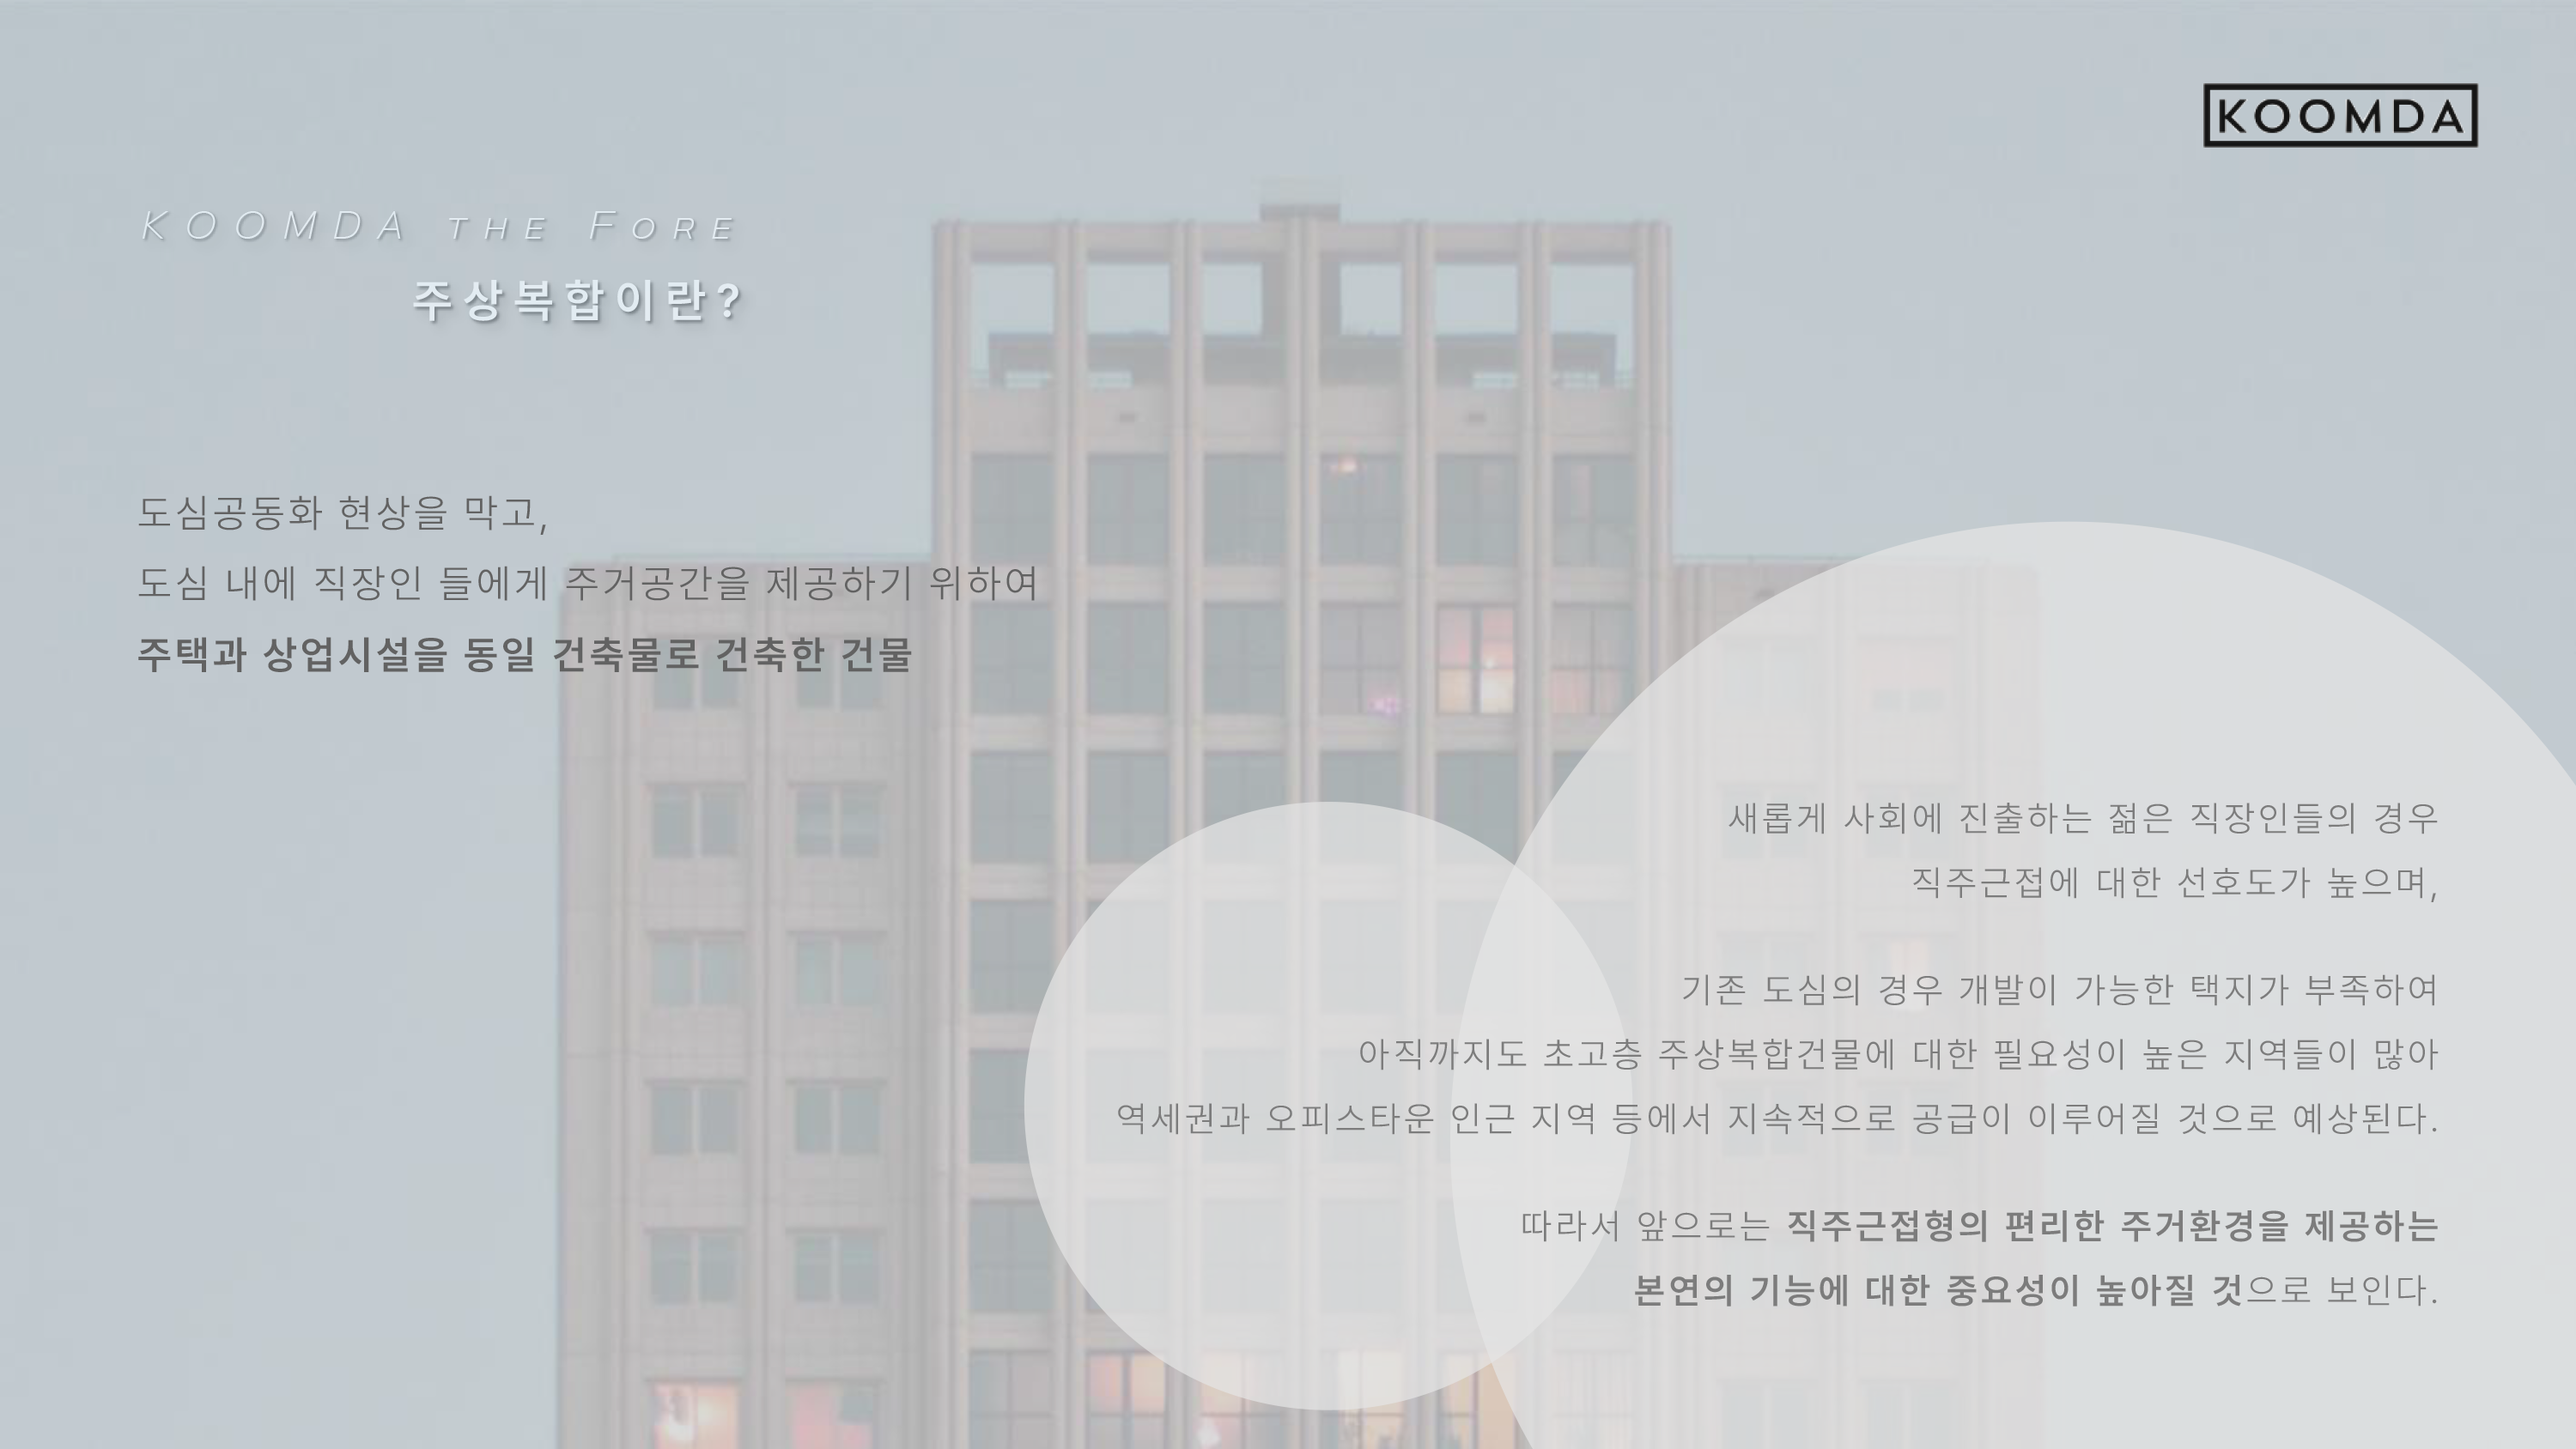 KOOMDA
KOOMDA THE FORE
주상복합이란?
도심공동화 현상을 막고,
도심 내에 직장인 들에게 주거공간을 제공하기 위하여
주택과 상업시설을 동일 건축물로 건축한 건물
새롭게 사회에 진출하는 젊은 직장인들의 경우
직주근접에 대한 선호도가 높으며,
기존 도심의 경우 개발이 가능한 택지가 부족하여
아직까지도 초고층 주상복합건물에 대한 필요성이 높은 지역들이 많아
역세권과 오피스타운 인근 지역 등에서 지속적으로 공급이 이루어질 것으로 예상된다.
따라서 앞으로는 직주근접형의 편리한 주거환경을 제공하는
본연의 기능에 대한 중요성이 높아질 것으로 보인다.